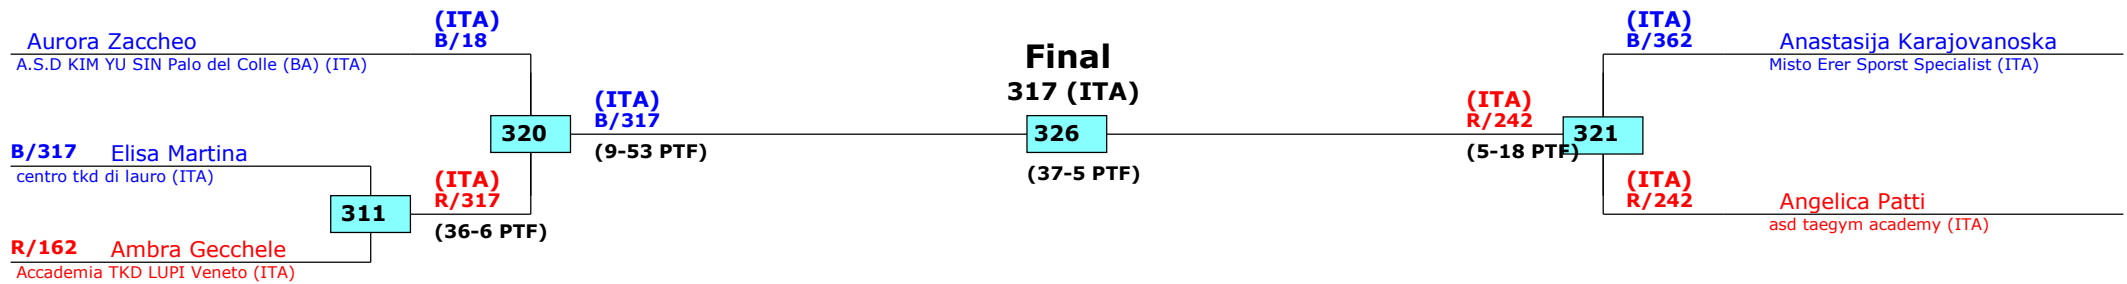 (ITA)
B/18
Aurora Zaccheo
A.S.D KIM YU SIN Palo del Colle (BA) (ITA)
B/317 Elisa Martina
centro tkd di lauro (ITA)
R/162 Ambra Gecchele
Accademia TKD LUPI Veneto (ITA)
311
(ITA)
R/317
(36-6 PTF)
320
(ITA)
B/317
(9-53 PTF)
Final
317 (ITA)
326
(37-5 PTF)
(ITA)
R/242
(5-18 PTF)
321
(ITA)
B/362
Anastasija Karajovanoska
Misto Erer Sporst Specialist (ITA)
(ITA)
R/242
Angelica Patti
asd taegym academy (ITA)